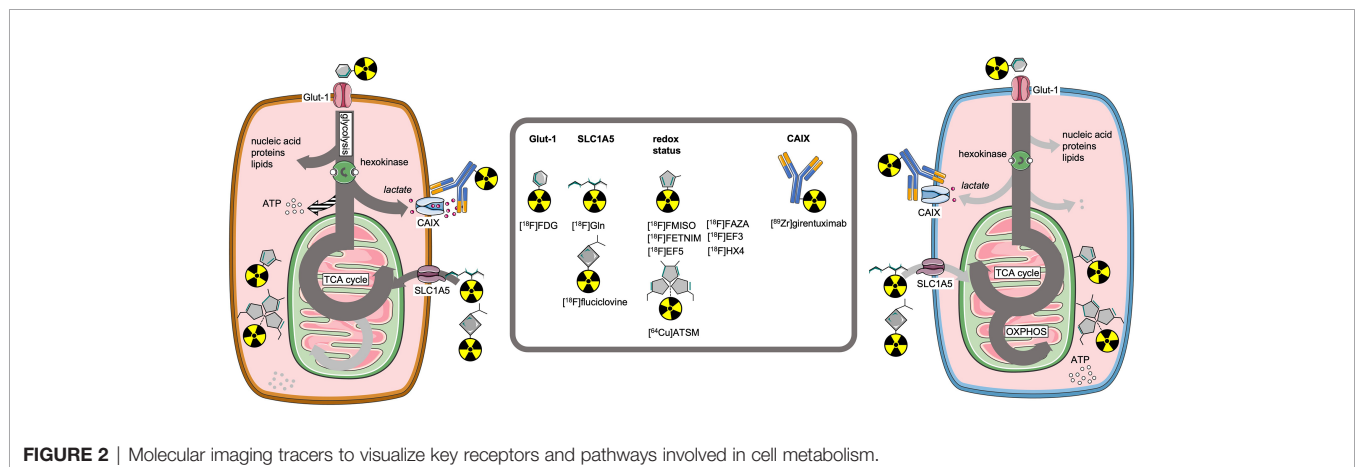 Glut-1
glycolysis
nucleic acid
proteins
lipids
hexokinase
lactate
ATP
CAIX
TCA cycle
SLC1A5
Glut-1
SLC1A5
redox
status
CAIX
[¹⁸F]FDG
[¹⁸F]Gln
[¹⁸F]fluciclovine
[¹⁸F]FMISO
[¹⁸F]FETNIM
[¹⁸F]EF5
[¹⁸F]FAZA
[¹⁸F]EF3
[¹⁸F]HX4
[⁶⁴Cu]ATSM
[⁸⁹Zr]girentuximab
Glut-1
nucleic acid
proteins
lipids
hexokinase
lactate
CAIX
TCA cycle
SLC1A5
OXPHOS
ATP
FIGURE 2 | Molecular imaging tracers to visualize key receptors and pathways involved in cell metabolism.